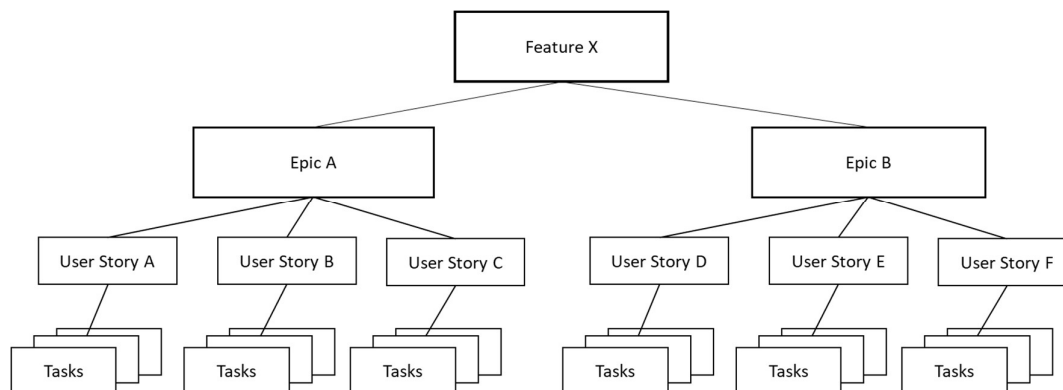 Feature X
Epic A
Epic B
User Story A
User Story B
User Story C
User Story D
User Story E
User Story F
Tasks
Tasks
Tasks
Tasks
Tasks
Tasks